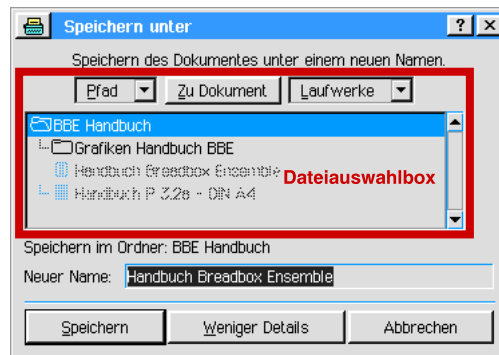 Speichern unter ? X
Speichern des Dokumentes unter einem neuen Namen.
Pfad Zu Dokument Laufwerke
BBE Handbuch
Grafiken Handbuch BBE
Handbuch Breadbox Ensemble
Dateiauswahlbox
Handbuch P 3.2a - DIN A4
Speichern im Ordner: BBE Handbuch
Neuer Name: Handbuch Breadbox Ensemble
Speichern Weniger Details Abbrechen